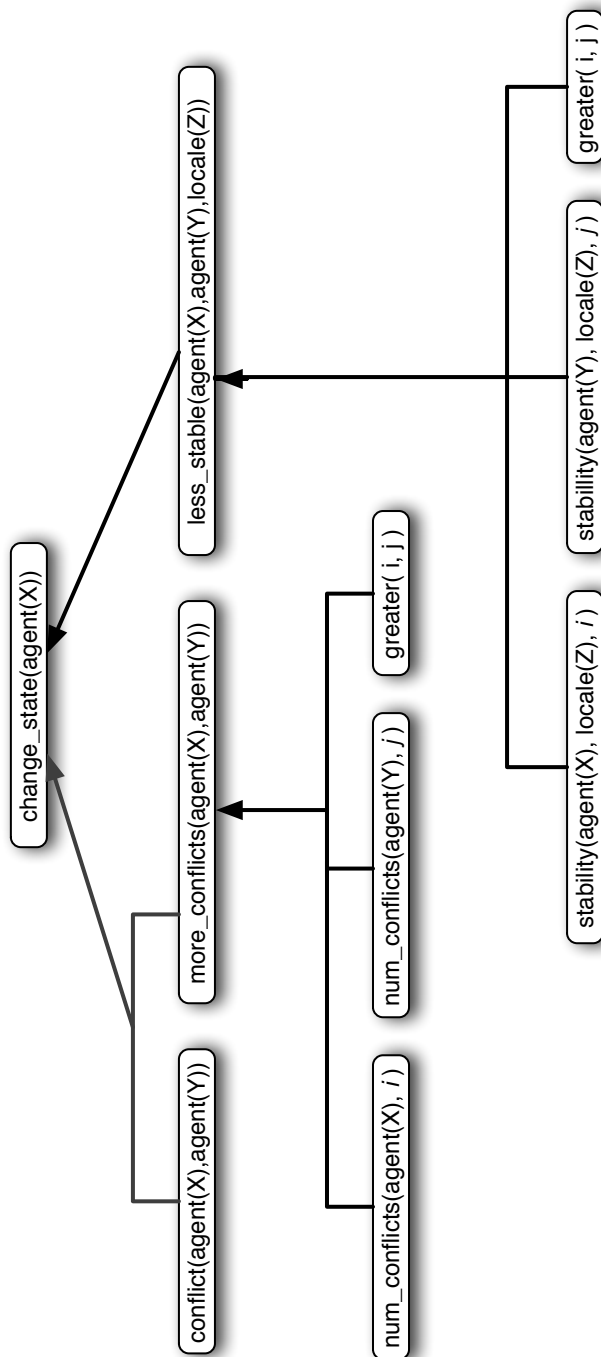 change_state(agent(X))
conflict(agent(X),agent(Y))
more_conflicts(agent(X),agent(Y))
less_stable(agent(X),agent(Y),locale(Z))
num_conflicts(agent(X), i)
num_conflicts(agent(Y), j)
greater( i, j )
stability(agent(X), locale(Z), i )
stabillity(agent(Y), locale(Z), j )
greater( i, j )